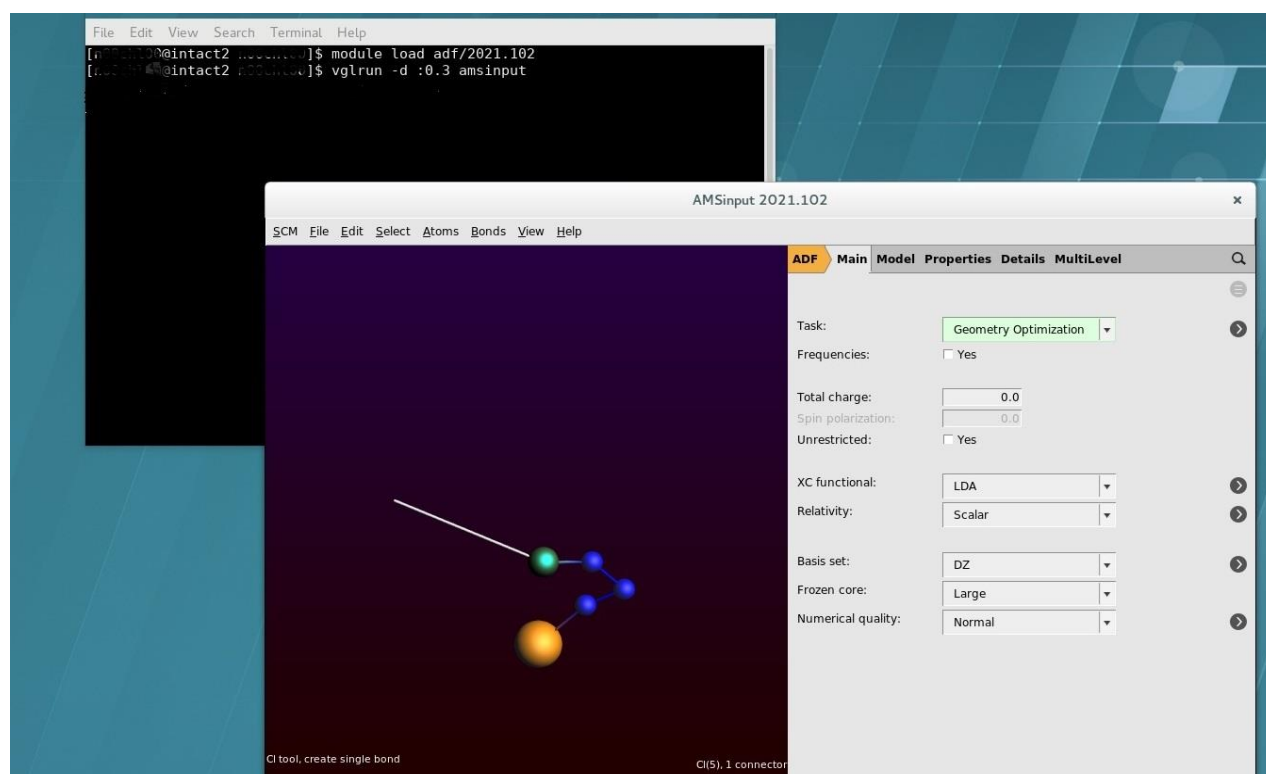 File Edit View Search Terminal Help
@intact2 ]$ module load adf/2021.102
@intact2 ]$ vglrun -d :0.3 amsinput
AMSinput 2021.102
SCM File Edit Select Atoms Bonds View Help
ADF Main Model Properties Details MultiLevel
Task: Geometry Optimization
Frequencies: Yes
Total charge: 0.0
Spin polarization: 0.0
Unrestricted: Yes
XC functional: LDA
Relativity: Scalar
Basis set: DZ
Frozen core: Large
Numerical quality: Normal
Cl tool, create single bond
Cl(5), 1 connector